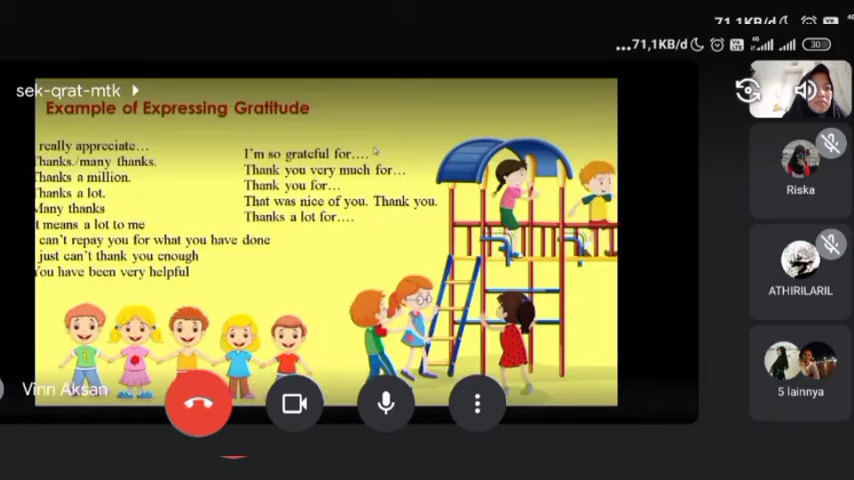 71,1KB/d
...71,1KB/d 4G 30
sek-qrat-mtk
Example of Expressing Gratitude
really appreciate...
Thanks./many thanks.
Thanks a million.
Thanks a lot.
Many thanks
t means a lot to me
can't repay you for what you have done
just can't thank you enough
You have been very helpful
I'm so grateful for....
Thank you very much for...
Thank you for...
That was nice of you. Thank you.
Thanks a lot for....
Vinn Aksan
Riska
ATHIRILARIL
5 lainnya